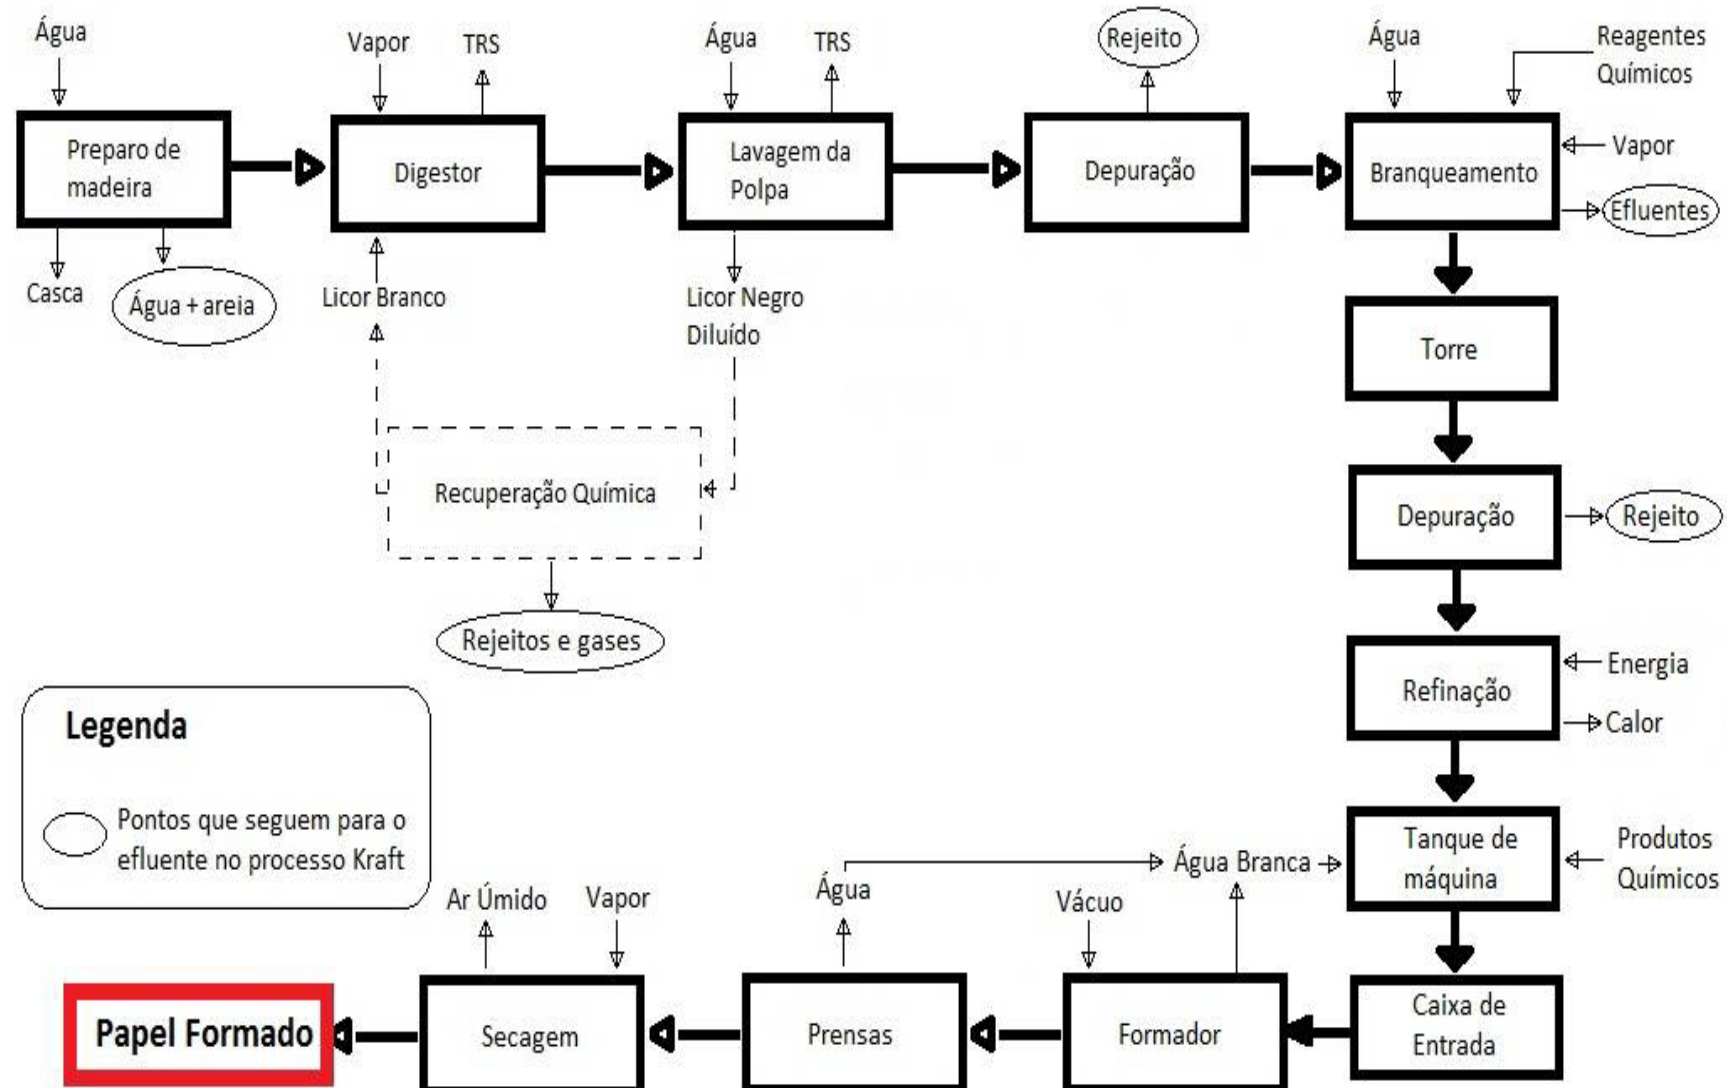 Água
Vapor
TRS
Água
TRS
Rejeito
Água
Reagentes
Químicos
Preparo de
madeira
Digestor
Lavagem da
Polpa
Depuração
Branqueamento
Vapor
Efluentes
Casca
Água + areia
Licor Branco
Licor Negro
Diluído
Torre
Recuperação Química
Depuração
Rejeito
Rejeitos e gases
Refinação
Energia
Calor
Legenda
Pontos que seguem para o
efluente no processo Kraft
Tanque de
máquina
Produtos
Químicos
Água Branca
Água
Vácuo
Ar Úmido
Vapor
Papel Formado
Secagem
Prensas
Formador
Caixa de
Entrada